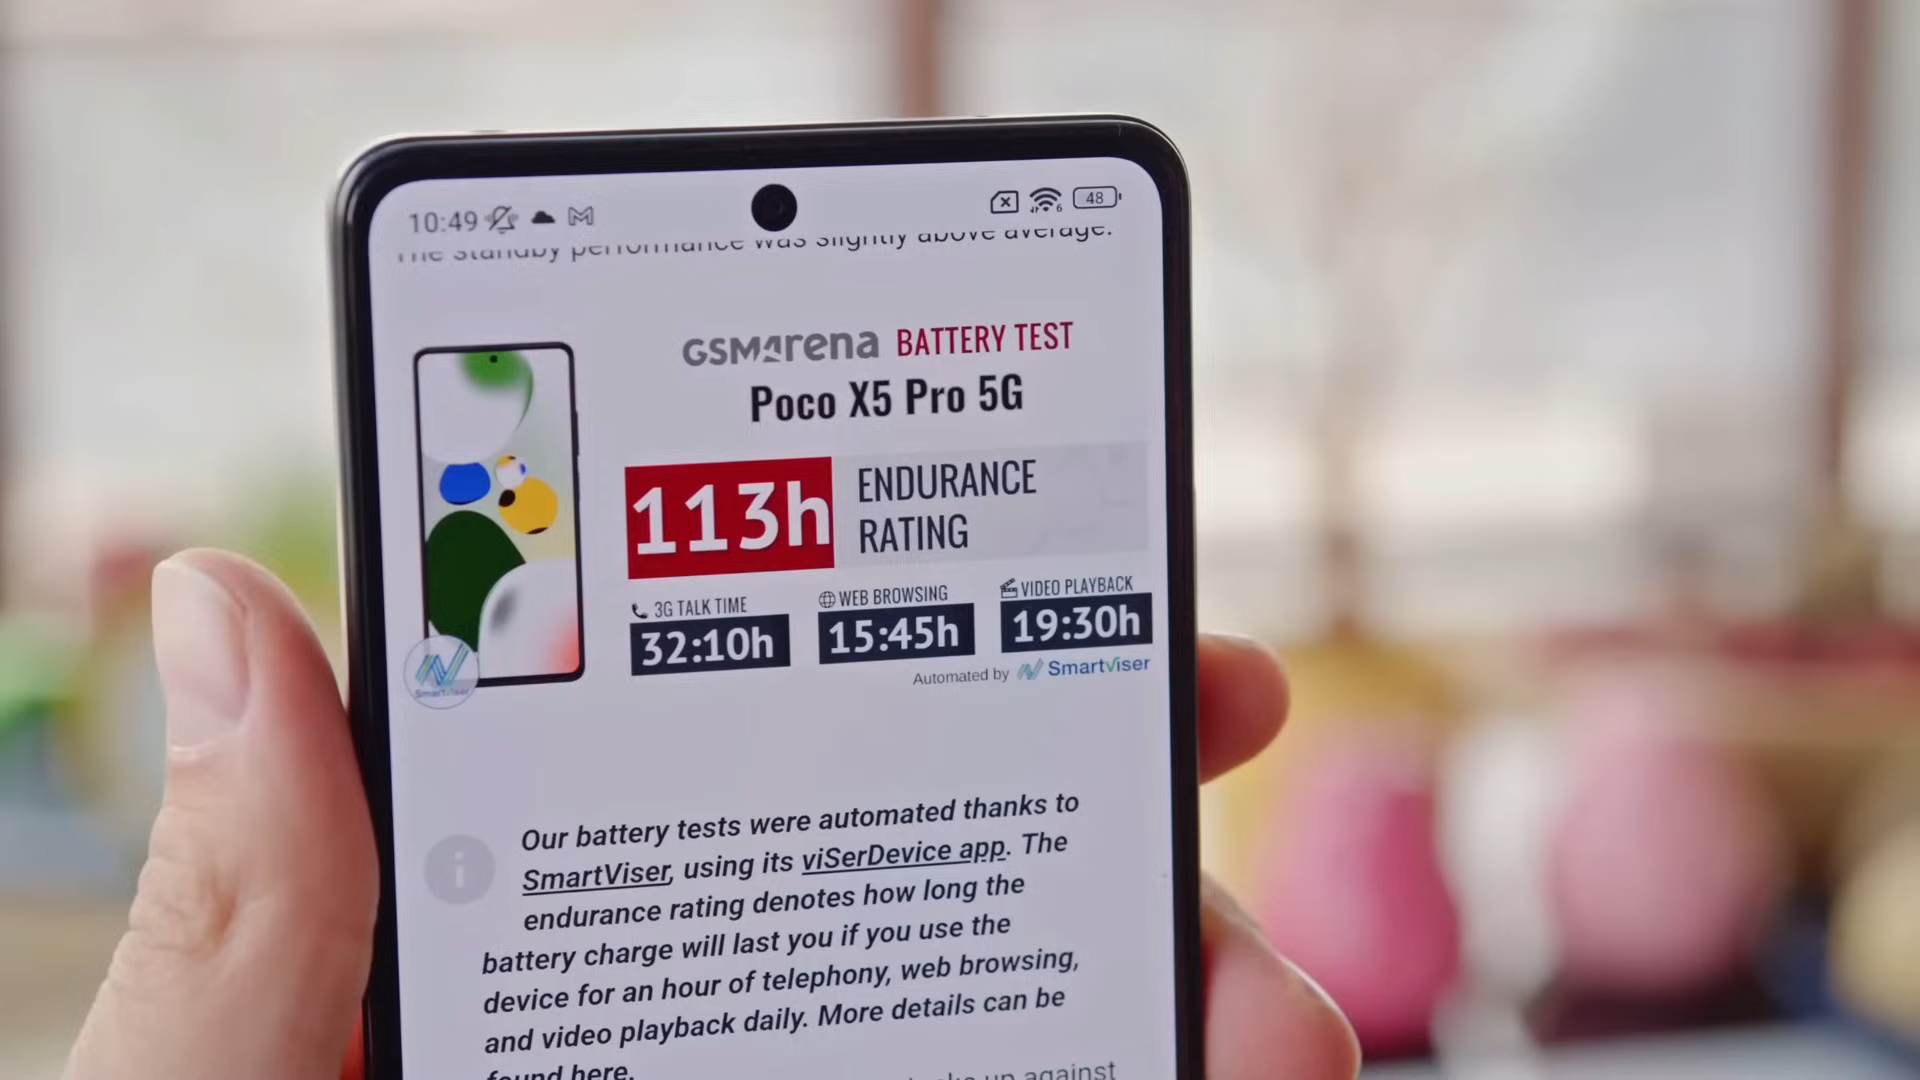 10:49
48
The standby performance was slightly above average.
GSMArena BATTERY TEST
Poco X5 Pro 5G
113h ENDURANCE
RATING
3G TALK TIME WEB BROWSING VIDEO PLAYBACK
32:10h 15:45h 19:30h
Automated by SmartViser
SmartViser
Our battery tests were automated thanks to
SmartViser, using its viSerDevice app. The
endurance rating denotes how long the
battery charge will last you if you use the
device for an hour of telephony, web browsing,
and video playback daily. More details can be
found here.
up against